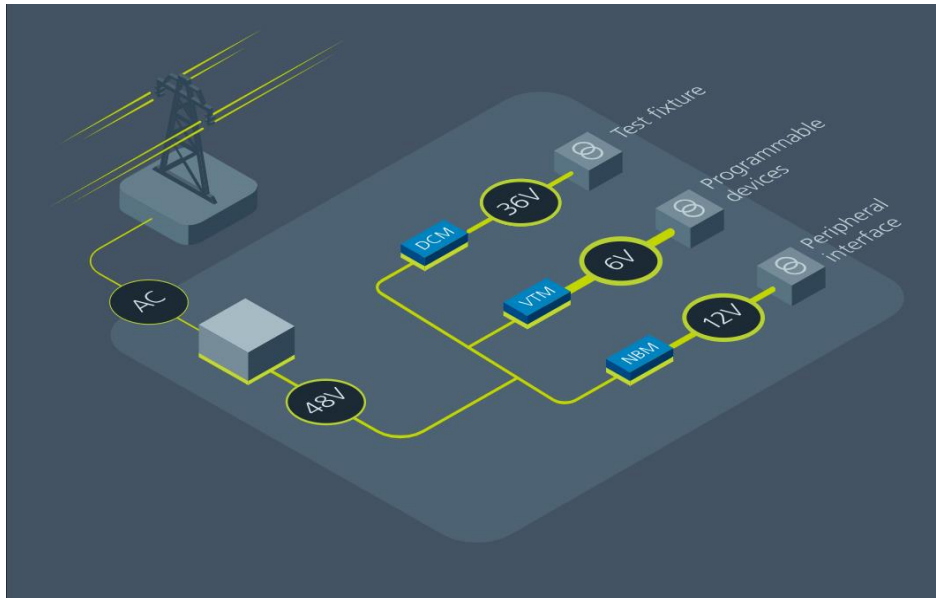 Test fixture
36V
DCM
Programmable
devices
6V
VTM
Peripheral
interface
12V
NBM
AC
48V